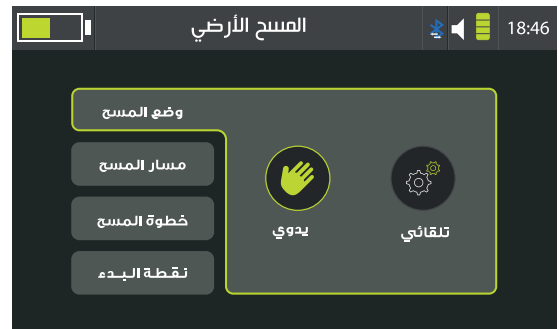 المسح الأرضي
18:46
وضع المسح
مسار المسح
خطوة المسح
نقطة البدء
يدوي
تلقائي